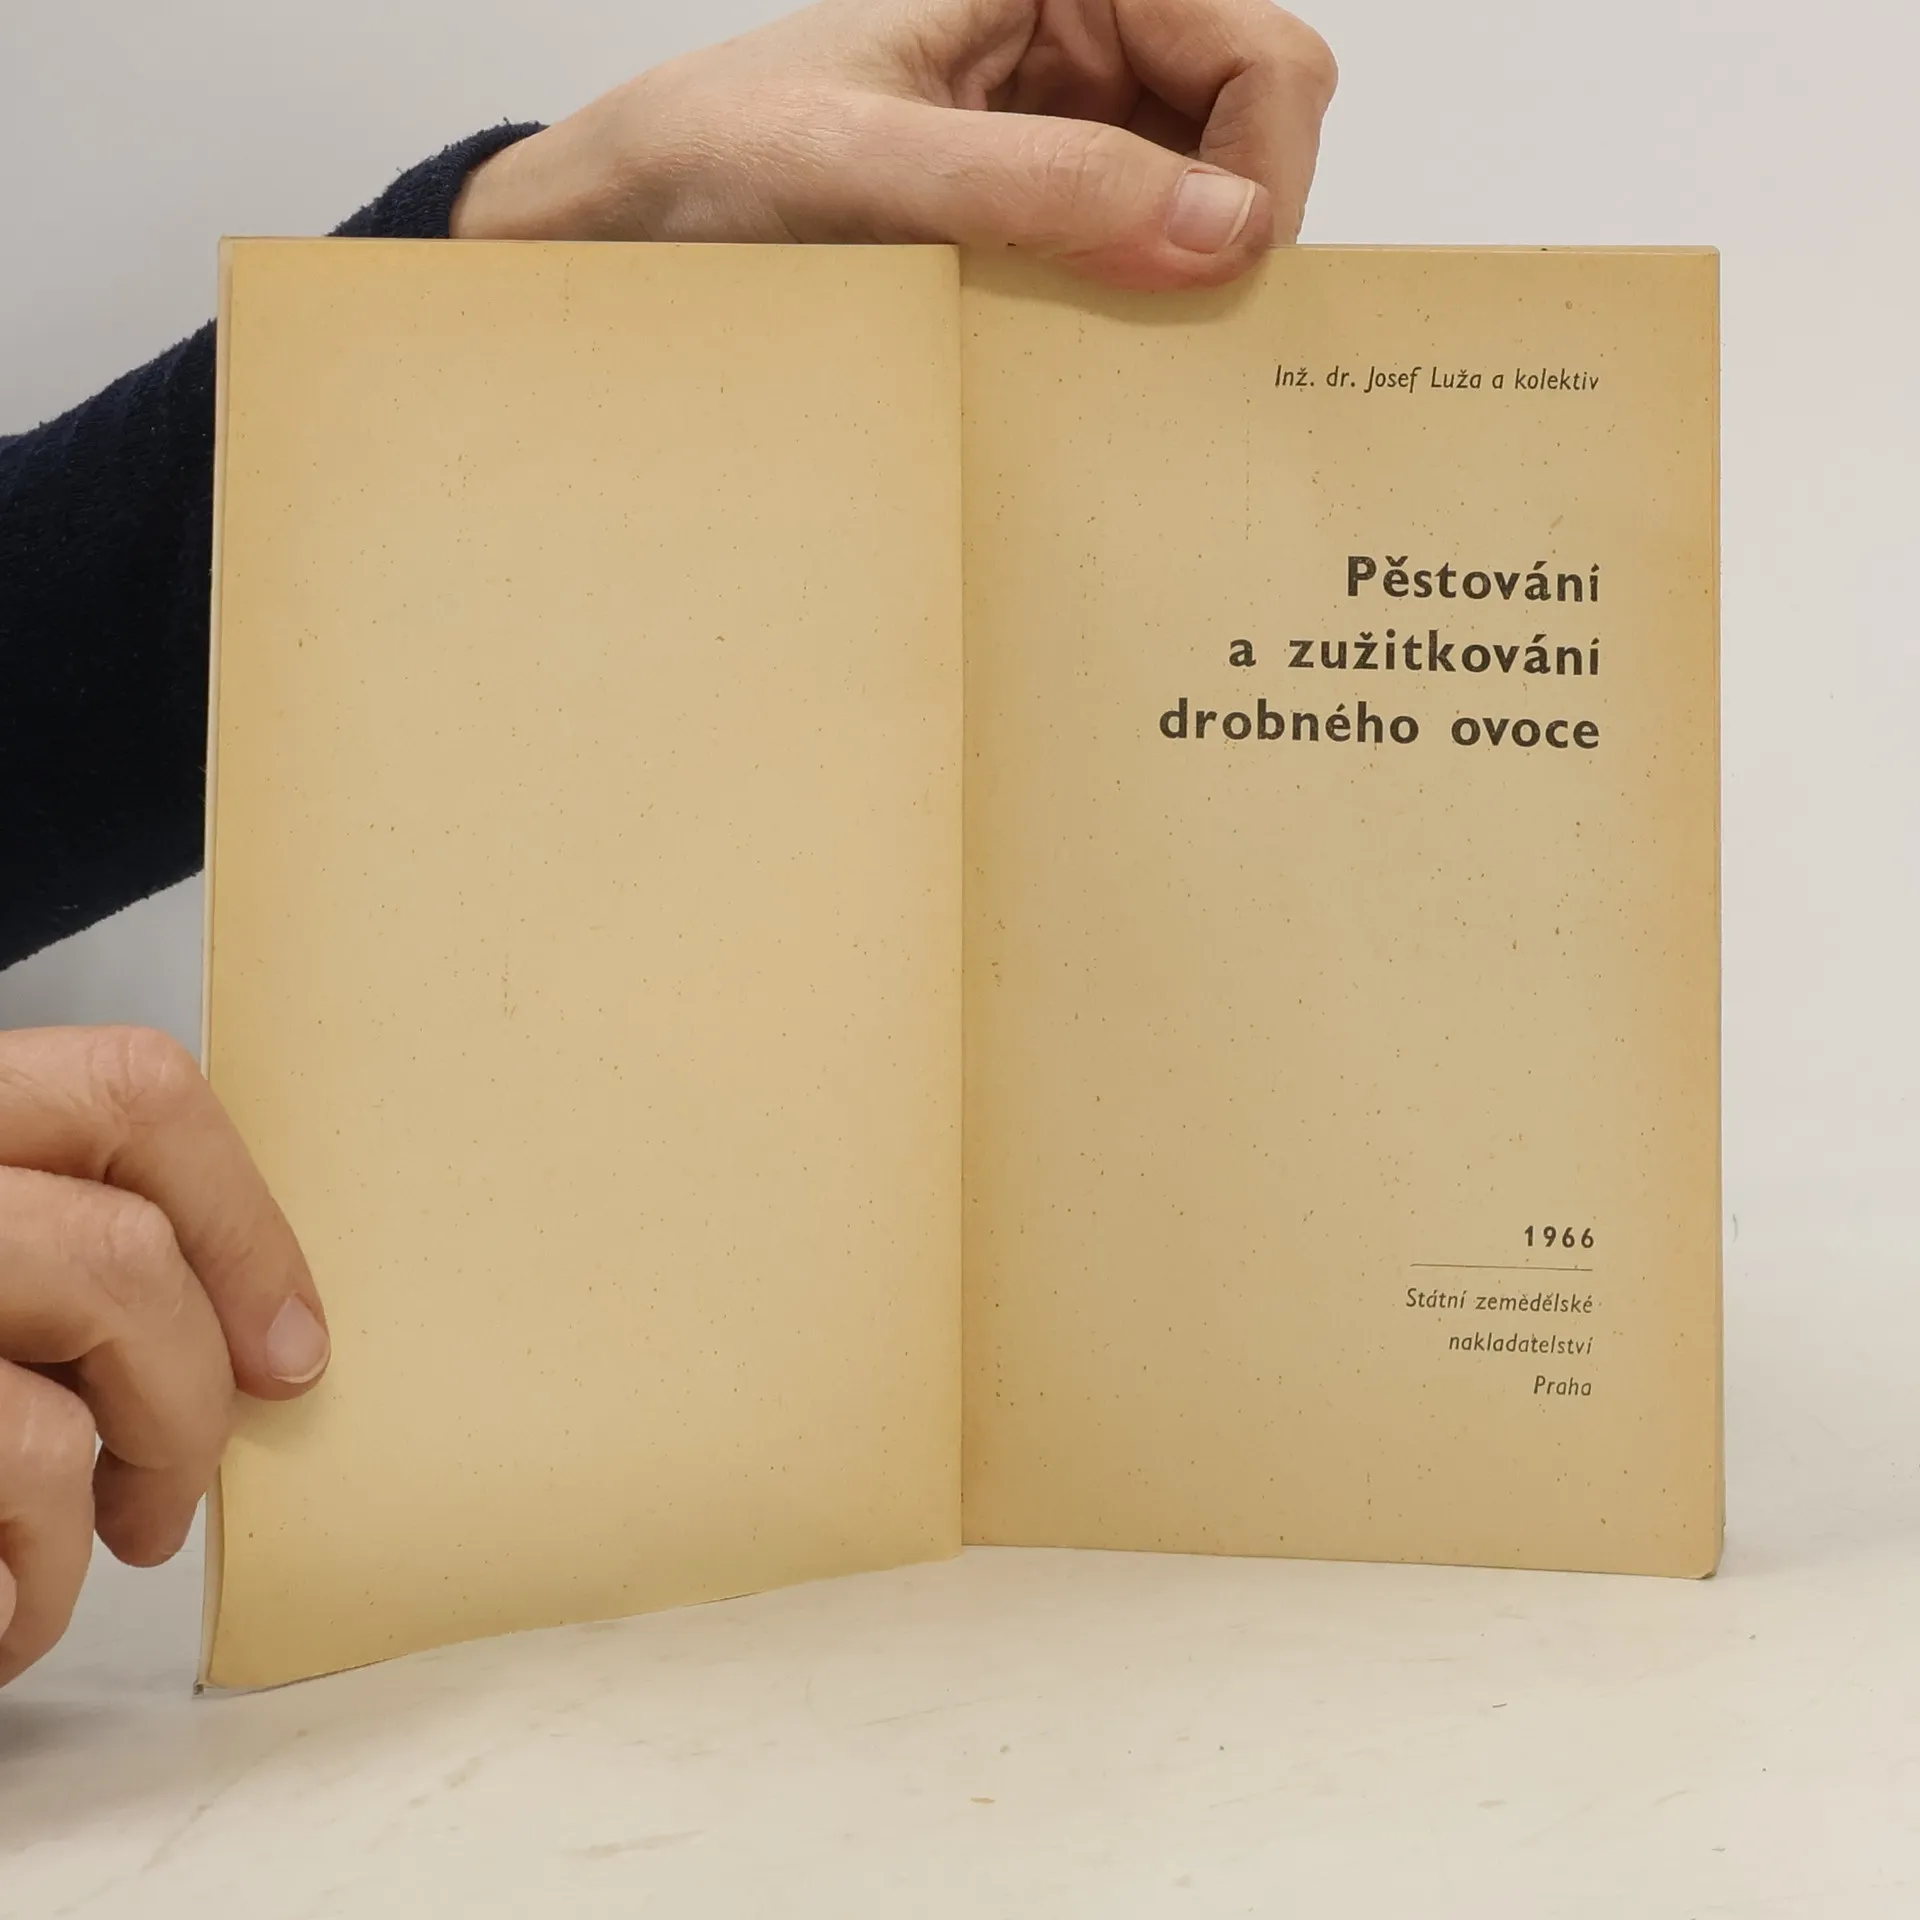 Inž. dr. Josef Luža a kolektiv
Pěstování
a zužitkování
drobného ovoce
1966
Státní zemědělské
nakladatelství
Praha